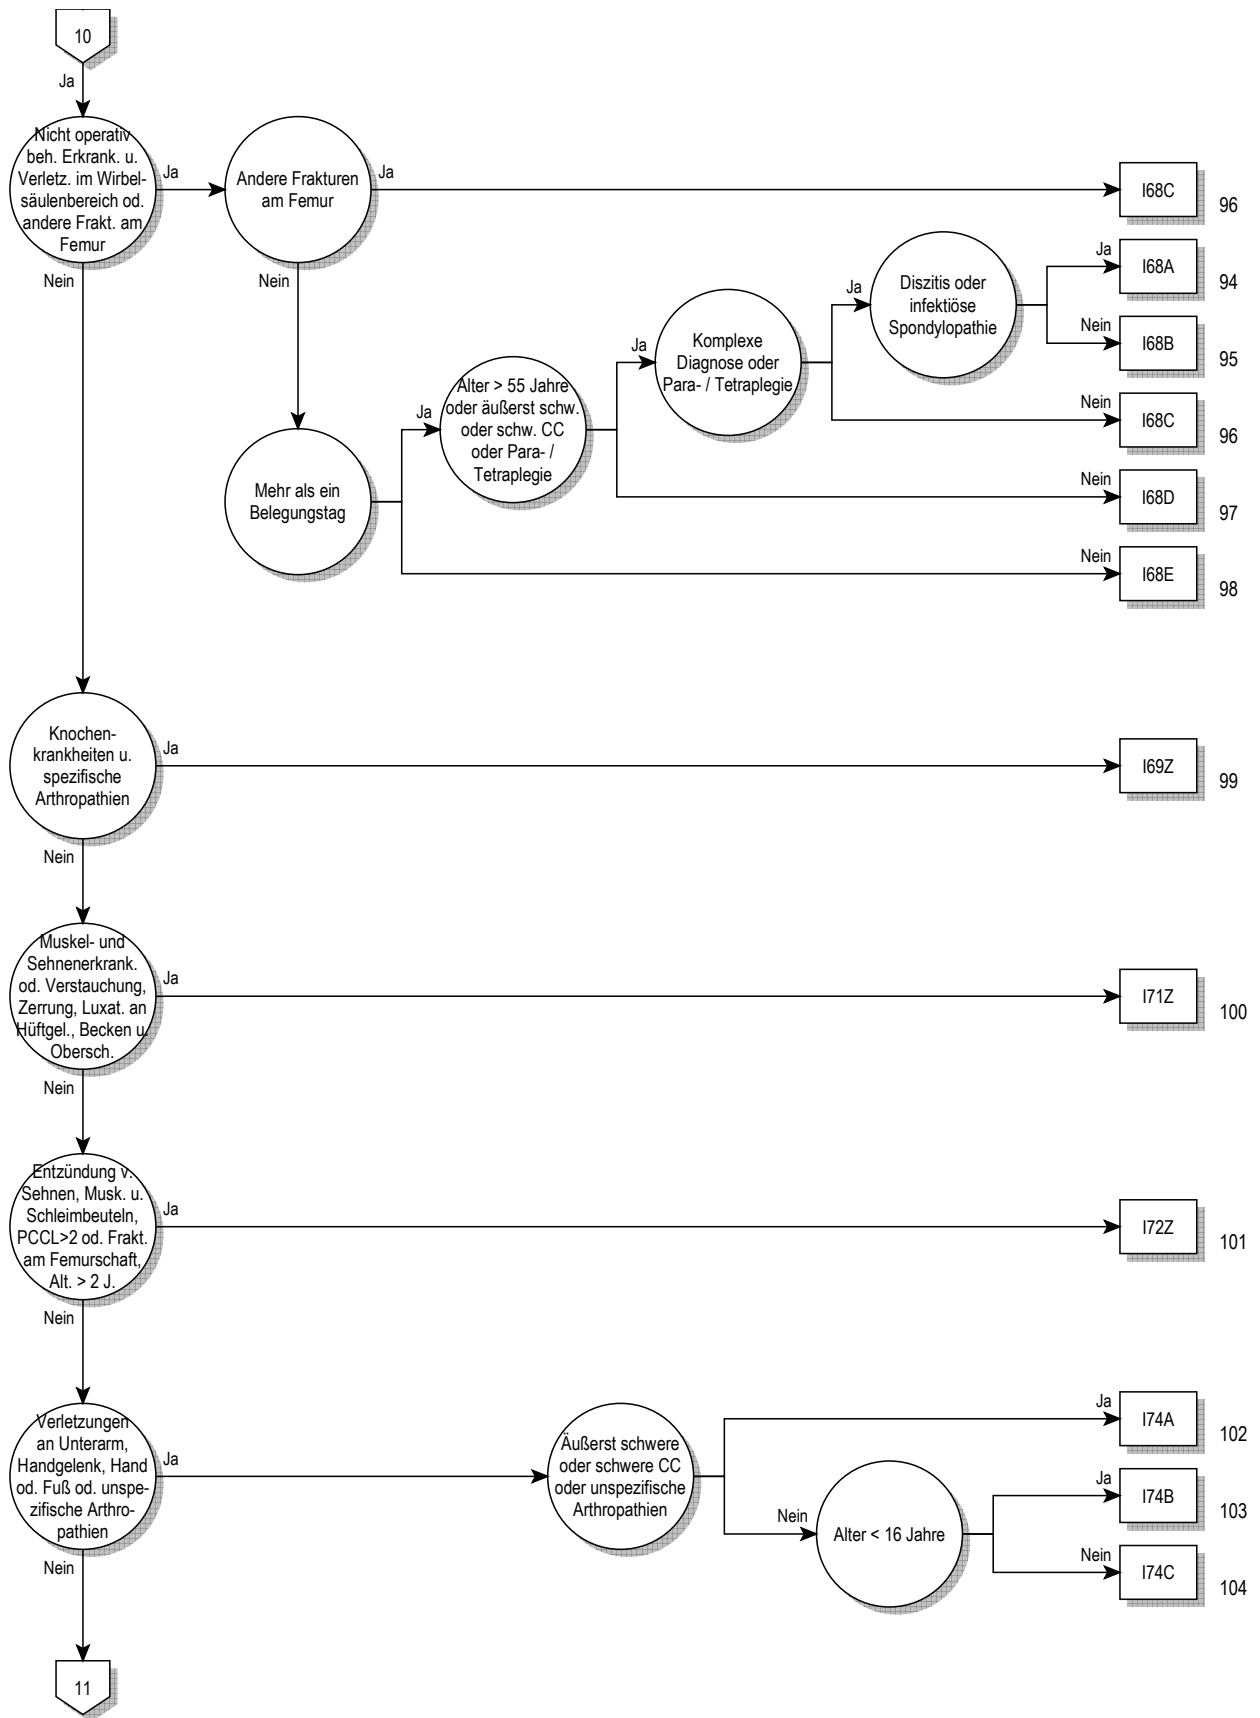 10
Ja
Nicht operativ
beh. Erkrank. u.
Verletz. im Wirbel-
säulenbereich od.
andere Frakt. am
Femur
Ja
Andere Frakturen
am Femur
Ja
I68C
96
Nein
Nein
Mehr als ein
Belegungstag
Ja
Alter > 55 Jahre
oder äußerst schw.
oder schw. CC
oder Para- /
Tetraplegie
Ja
Komplexe
Diagnose oder
Para- / Tetraplegie
Ja
Diszitis oder
infektiöse
Spondylopathie
Ja
I68A
94
Nein
I68B
95
Nein
I68C
96
Nein
I68D
97
Nein
I68E
98
Knochen-
krankheiten u.
spezifische
Arthropathien
Ja
I69Z
99
Nein
Muskel- und
Sehnenerkrank.
od. Verstauchung,
Zerrung, Luxat. an
Hüftgel., Becken u.
Obersch.
Ja
I71Z
100
Nein
Entzündung v.
Sehnen, Musk. u.
Schleimbeuteln,
PCCL>2 od. Frakt.
am Femurschaft,
Alt. > 2 J.
Ja
I72Z
101
Nein
Verletzungen
an Unterarm,
Handgelenk, Hand
od. Fuß od. unspe-
zifische Arthro-
pathien
Ja
Äußerst schwere
oder schwere CC
oder unspezifische
Arthropathien
Ja
I74A
102
Nein
Alter < 16 Jahre
Ja
I74B
103
Nein
I74C
104
Nein
11